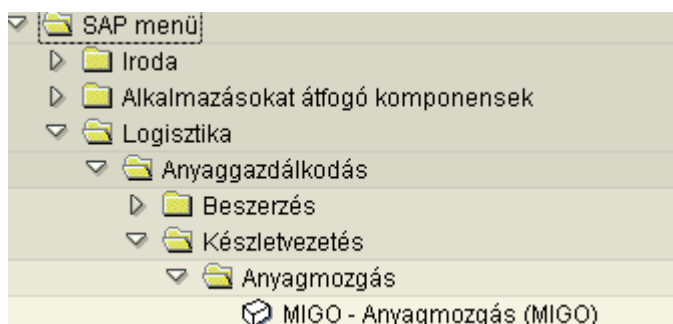 SAP menü
Iroda
Alkalmazásokat átfogó komponensek
Logisztika
Anyaggazdálkodás
Beszerzés
Készletvezetés
Anyagmozgás
MIGO - Anyagmozgás (MIGO)